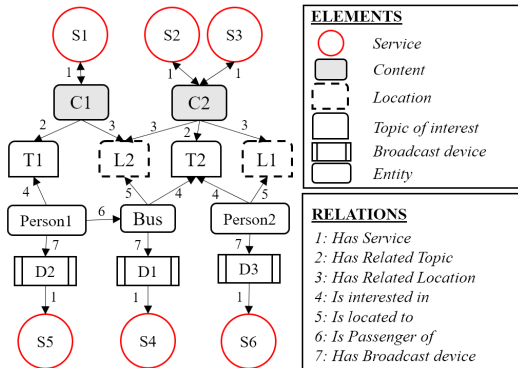 S1
S2
S3
1
1
1
C1
C2
2
3
3
2
3
T1
L2
T2
L1
4
5
4
4
5
Person1
6
Bus
Person2
7
7
7
D2
D1
D3
1
1
1
S5
S4
S6
ELEMENTS
Service
Content
Location
Topic of interest
Broadcast device
Entity
RELATIONS
1: Has Service
2: Has Related Topic
3: Has Related Location
4: Is interested in
5: Is located to
6: Is Passenger of
7: Has Broadcast device